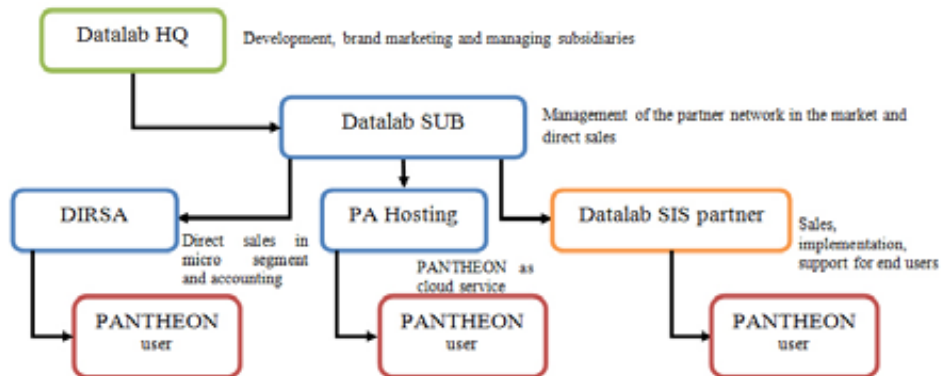 Datalab HQ
Development, brand marketing and managing subsidiaries
Datalab SUB
Management of the partner network in the market and
direct sales
DIRSA
PA Hosting
Datalab SIS partner
Direct sales in
micro segment
and accounting
PANTHEON as
cloud service
Sales,
implementation,
support for end users
PANTHEON
user
PANTHEON
user
PANTHEON
user